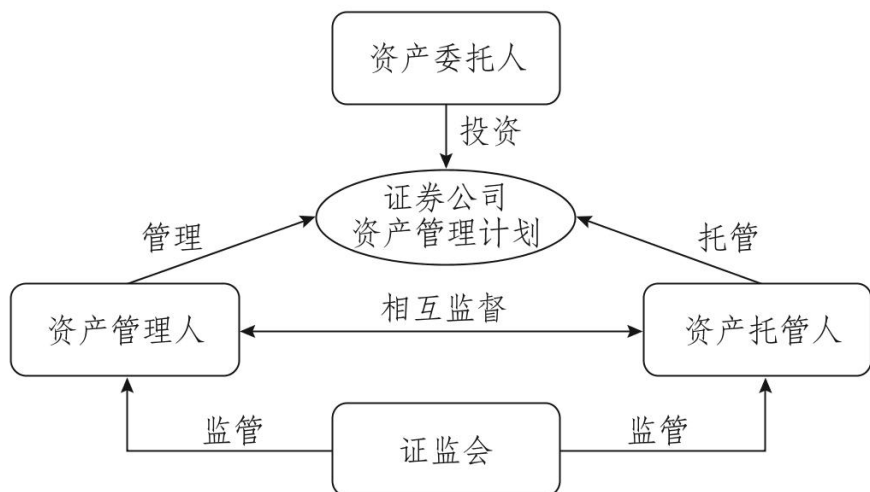 资产委托人
投资
证券公司
资产管理计划
管理
托管
资产管理人
相互监督
资产托管人
监管
证监会
监管